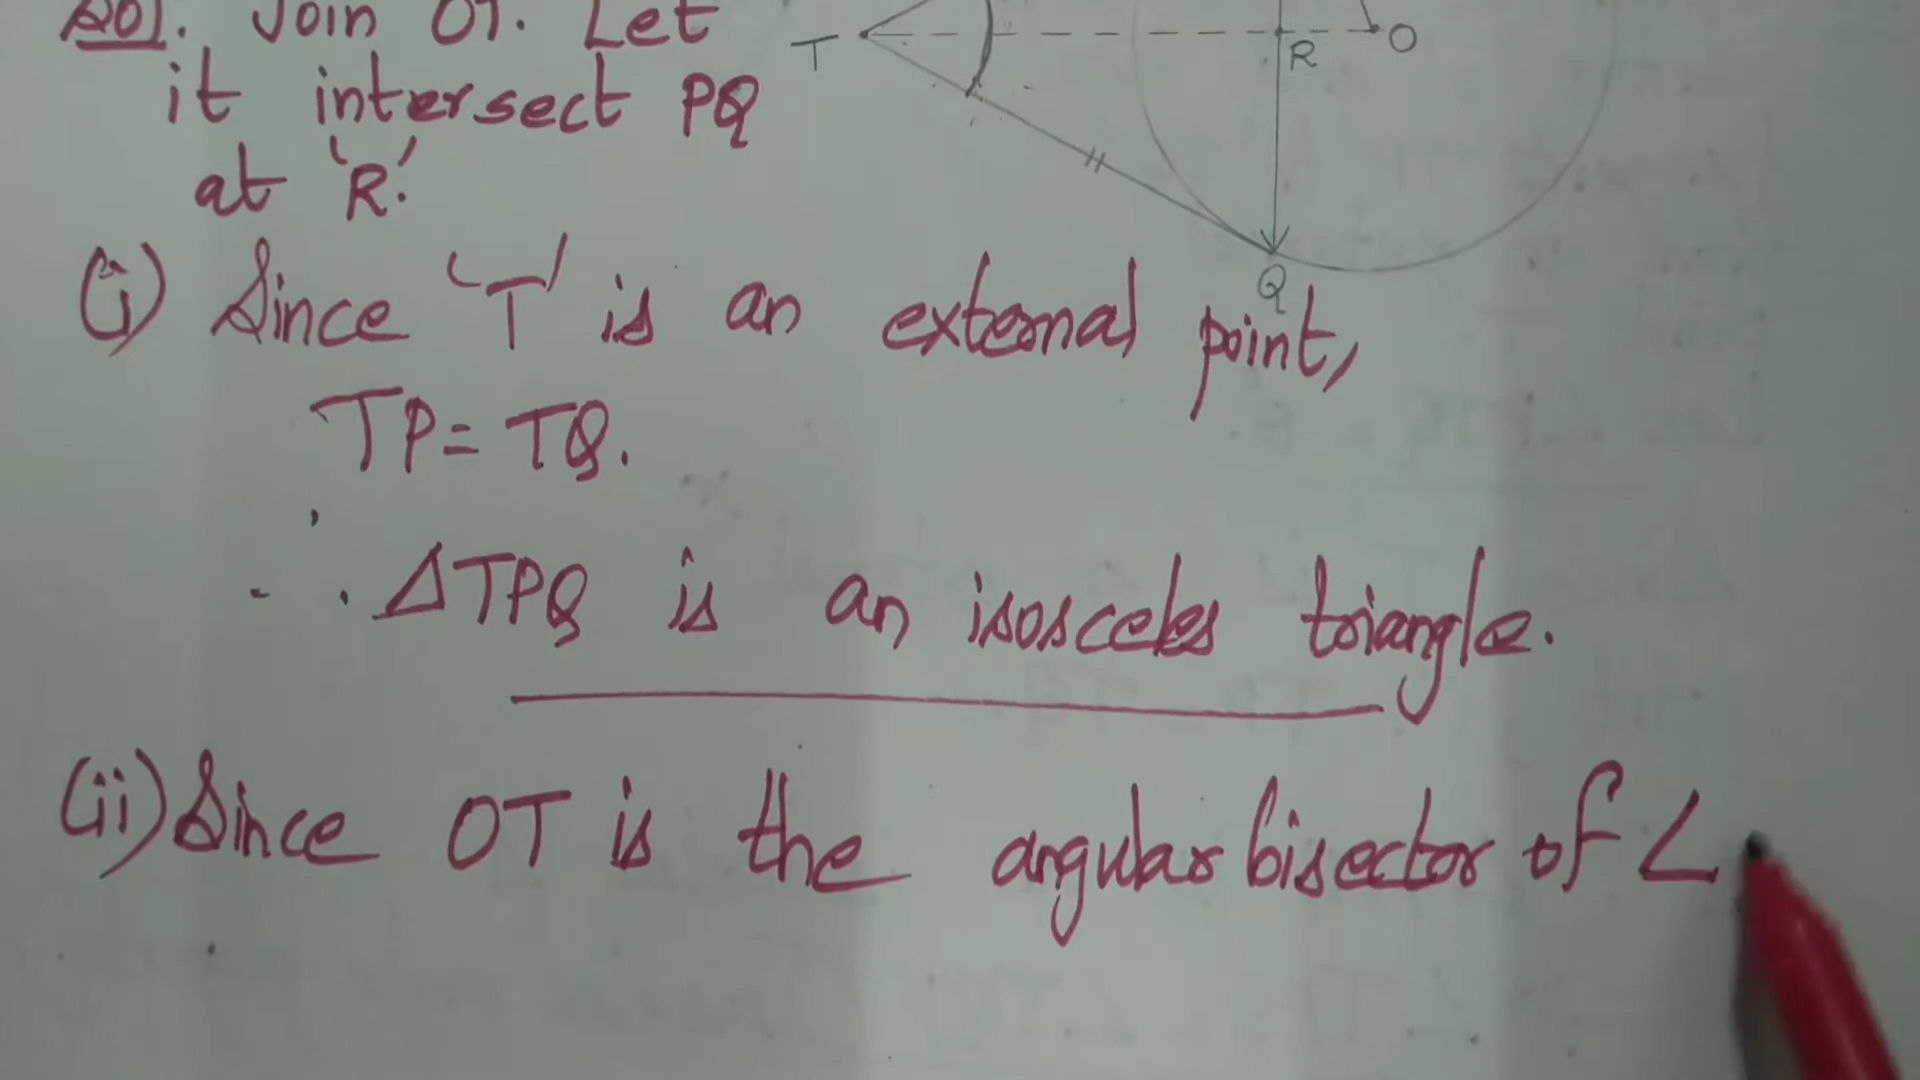 Sol. Join OT. Let
it intersect PQ
at 'R'.
T
R
O
Q
(i) Since 'T' is an external point,
TP = TQ.
∴ ΔTPQ is an isosceles triangle.
(ii) Since OT is the angular bisector of ∠